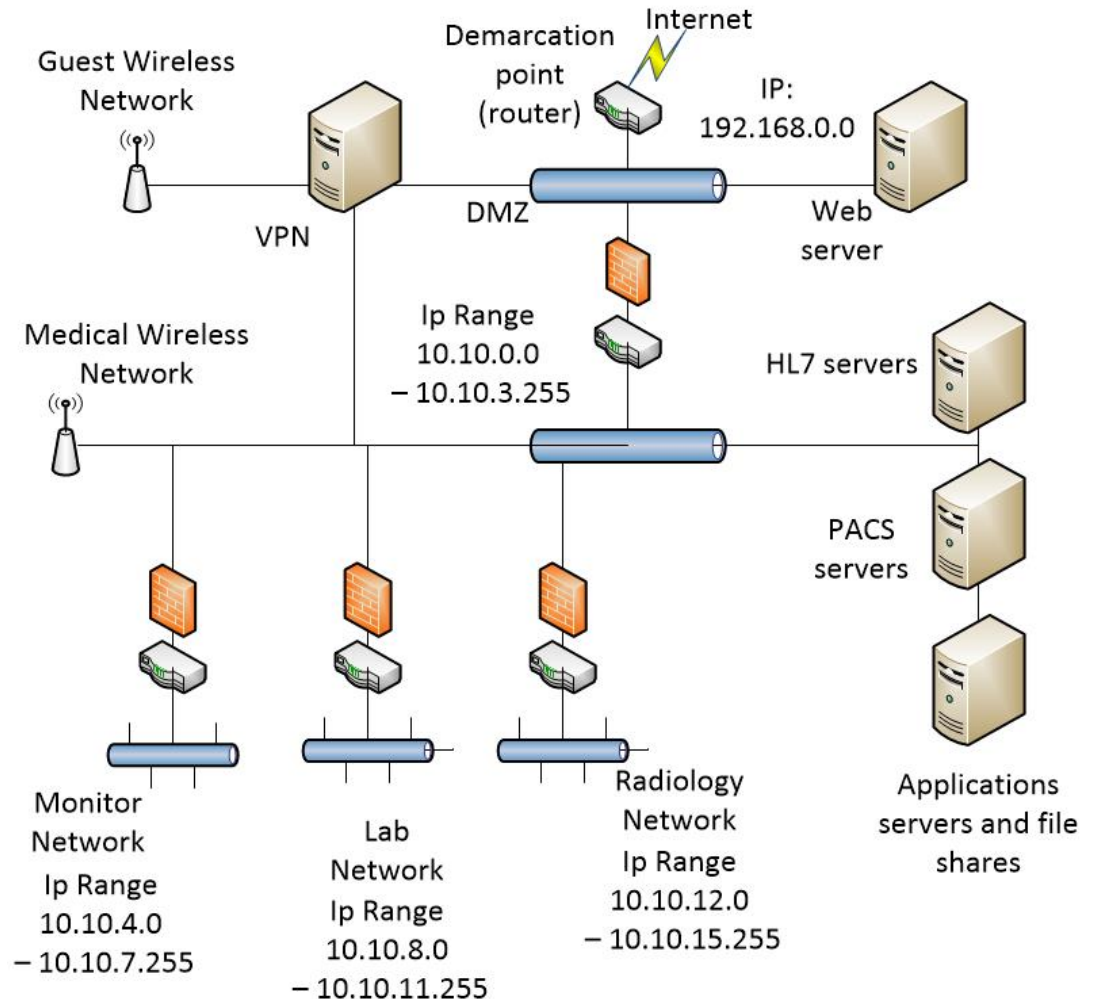 Internet
Demarcation
point
(router)
Guest Wireless
Network
IP:
192.168.0.0
VPN
DMZ
Web
server
Ip Range
10.10.0.0
– 10.10.3.255
Medical Wireless
Network
HL7 servers
PACS
servers
Applications
servers and file
shares
Monitor
Network
Ip Range
10.10.4.0
– 10.10.7.255
Lab
Network
Ip Range
10.10.8.0
– 10.10.11.255
Radiology
Network
Ip Range
10.10.12.0
– 10.10.15.255